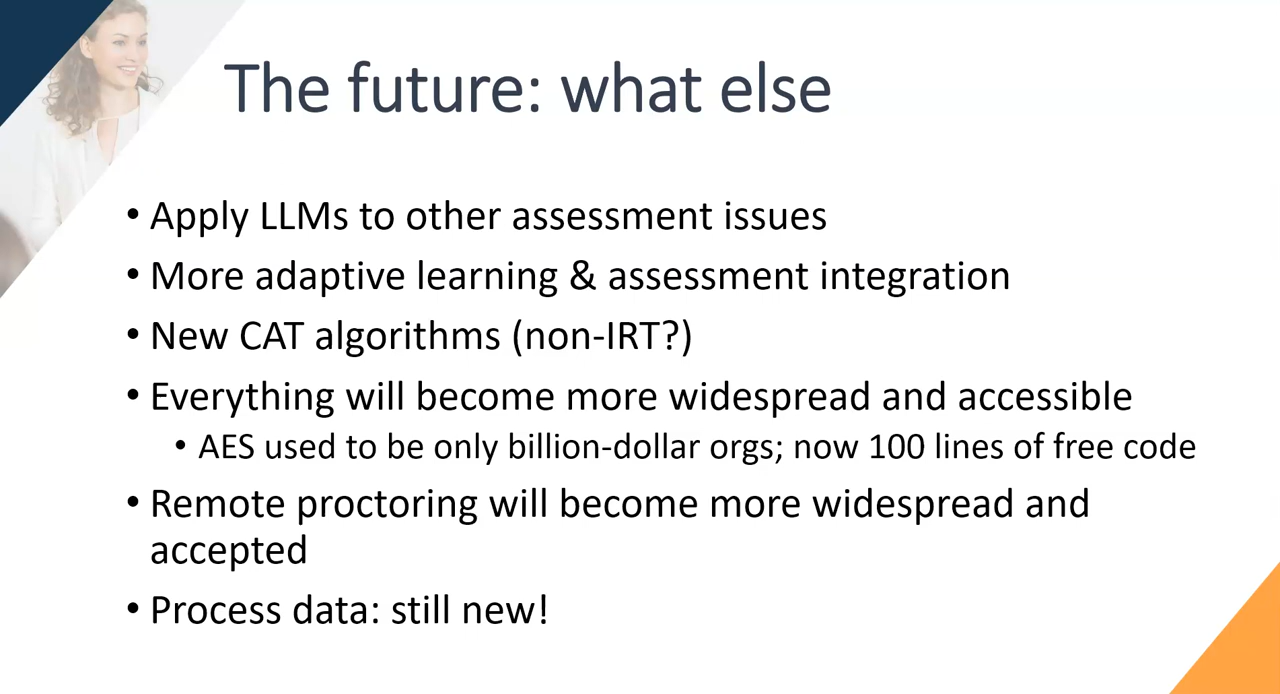 The future: what else
• Apply LLMs to other assessment issues
• More adaptive learning & assessment integration
• New CAT algorithms (non-IRT?)
• Everything will become more widespread and accessible
• AES used to be only billion-dollar orgs; now 100 lines of free code
• Remote proctoring will become more widespread and
accepted
• Process data: still new!